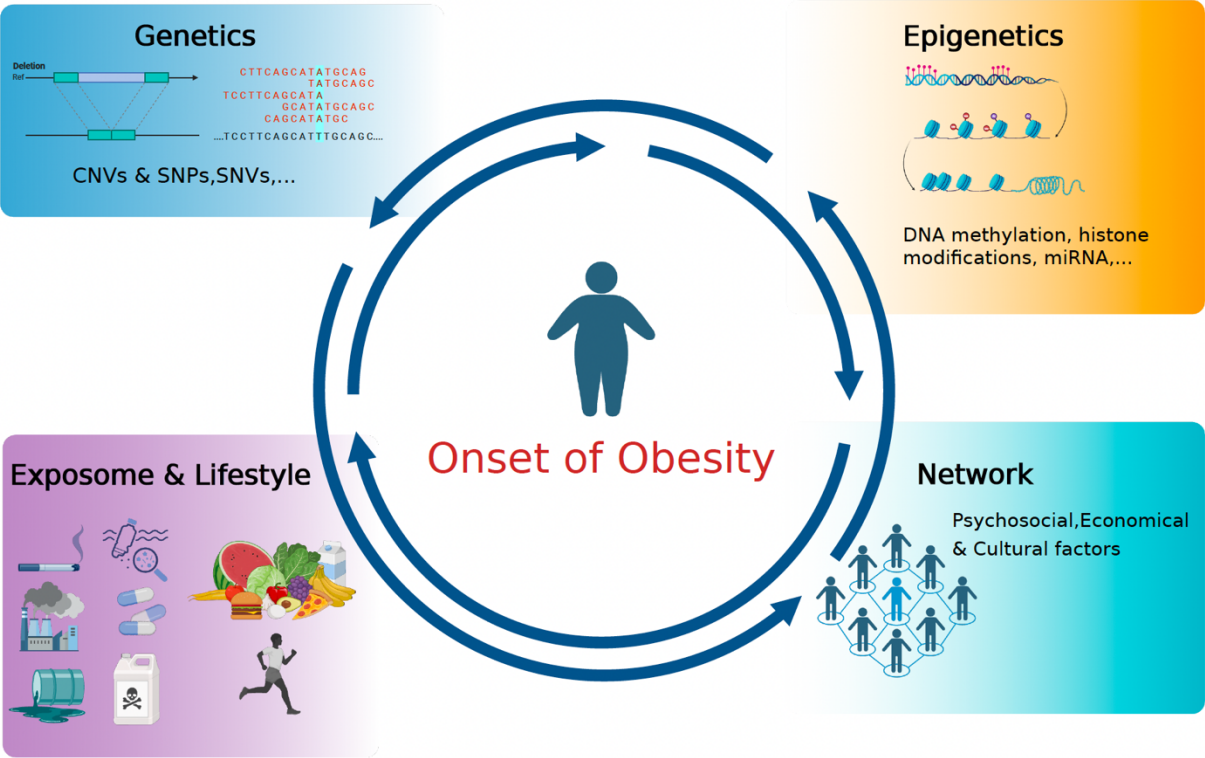 Genetics
Deletion
Ref
CTTCAGCATATGCAG
TATGCAGC
TCCTTCAGCATA
GCATATGCAGC
CAGCATATGC
....TCCTTCAGCATTTGCAGC....
CNVs & SNPs,SNVs,...
Epigenetics
DNA methylation, histone
modifications, miRNA,...
Onset of Obesity
Exposome & Lifestyle
Network
Psychosocial,Economical
& Cultural factors